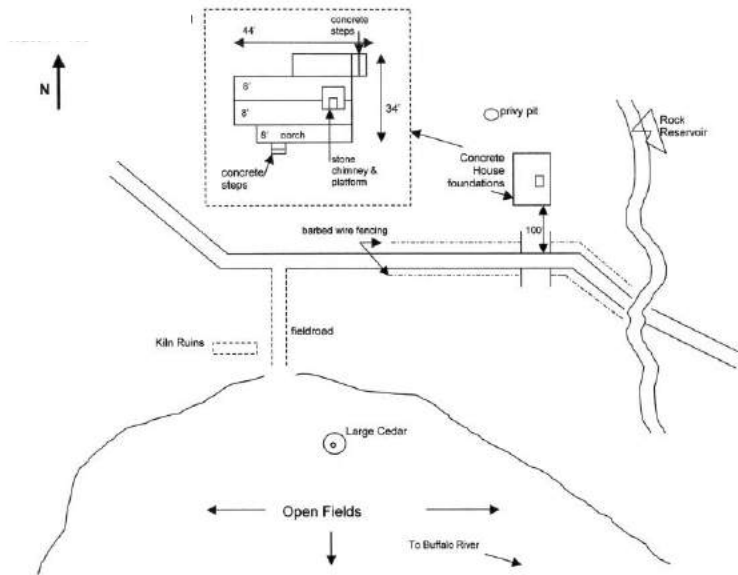 44′
concrete
steps
N
8′
8′
34′
8′ porch
concrete
steps
stone
chimney &
platform
privy pit
Rock
Reservoir
Concrete
House
foundations
barbed wire fencing
100′
fieldroad
Kiln Ruins
Large Cedar
Open Fields
To Buffalo River